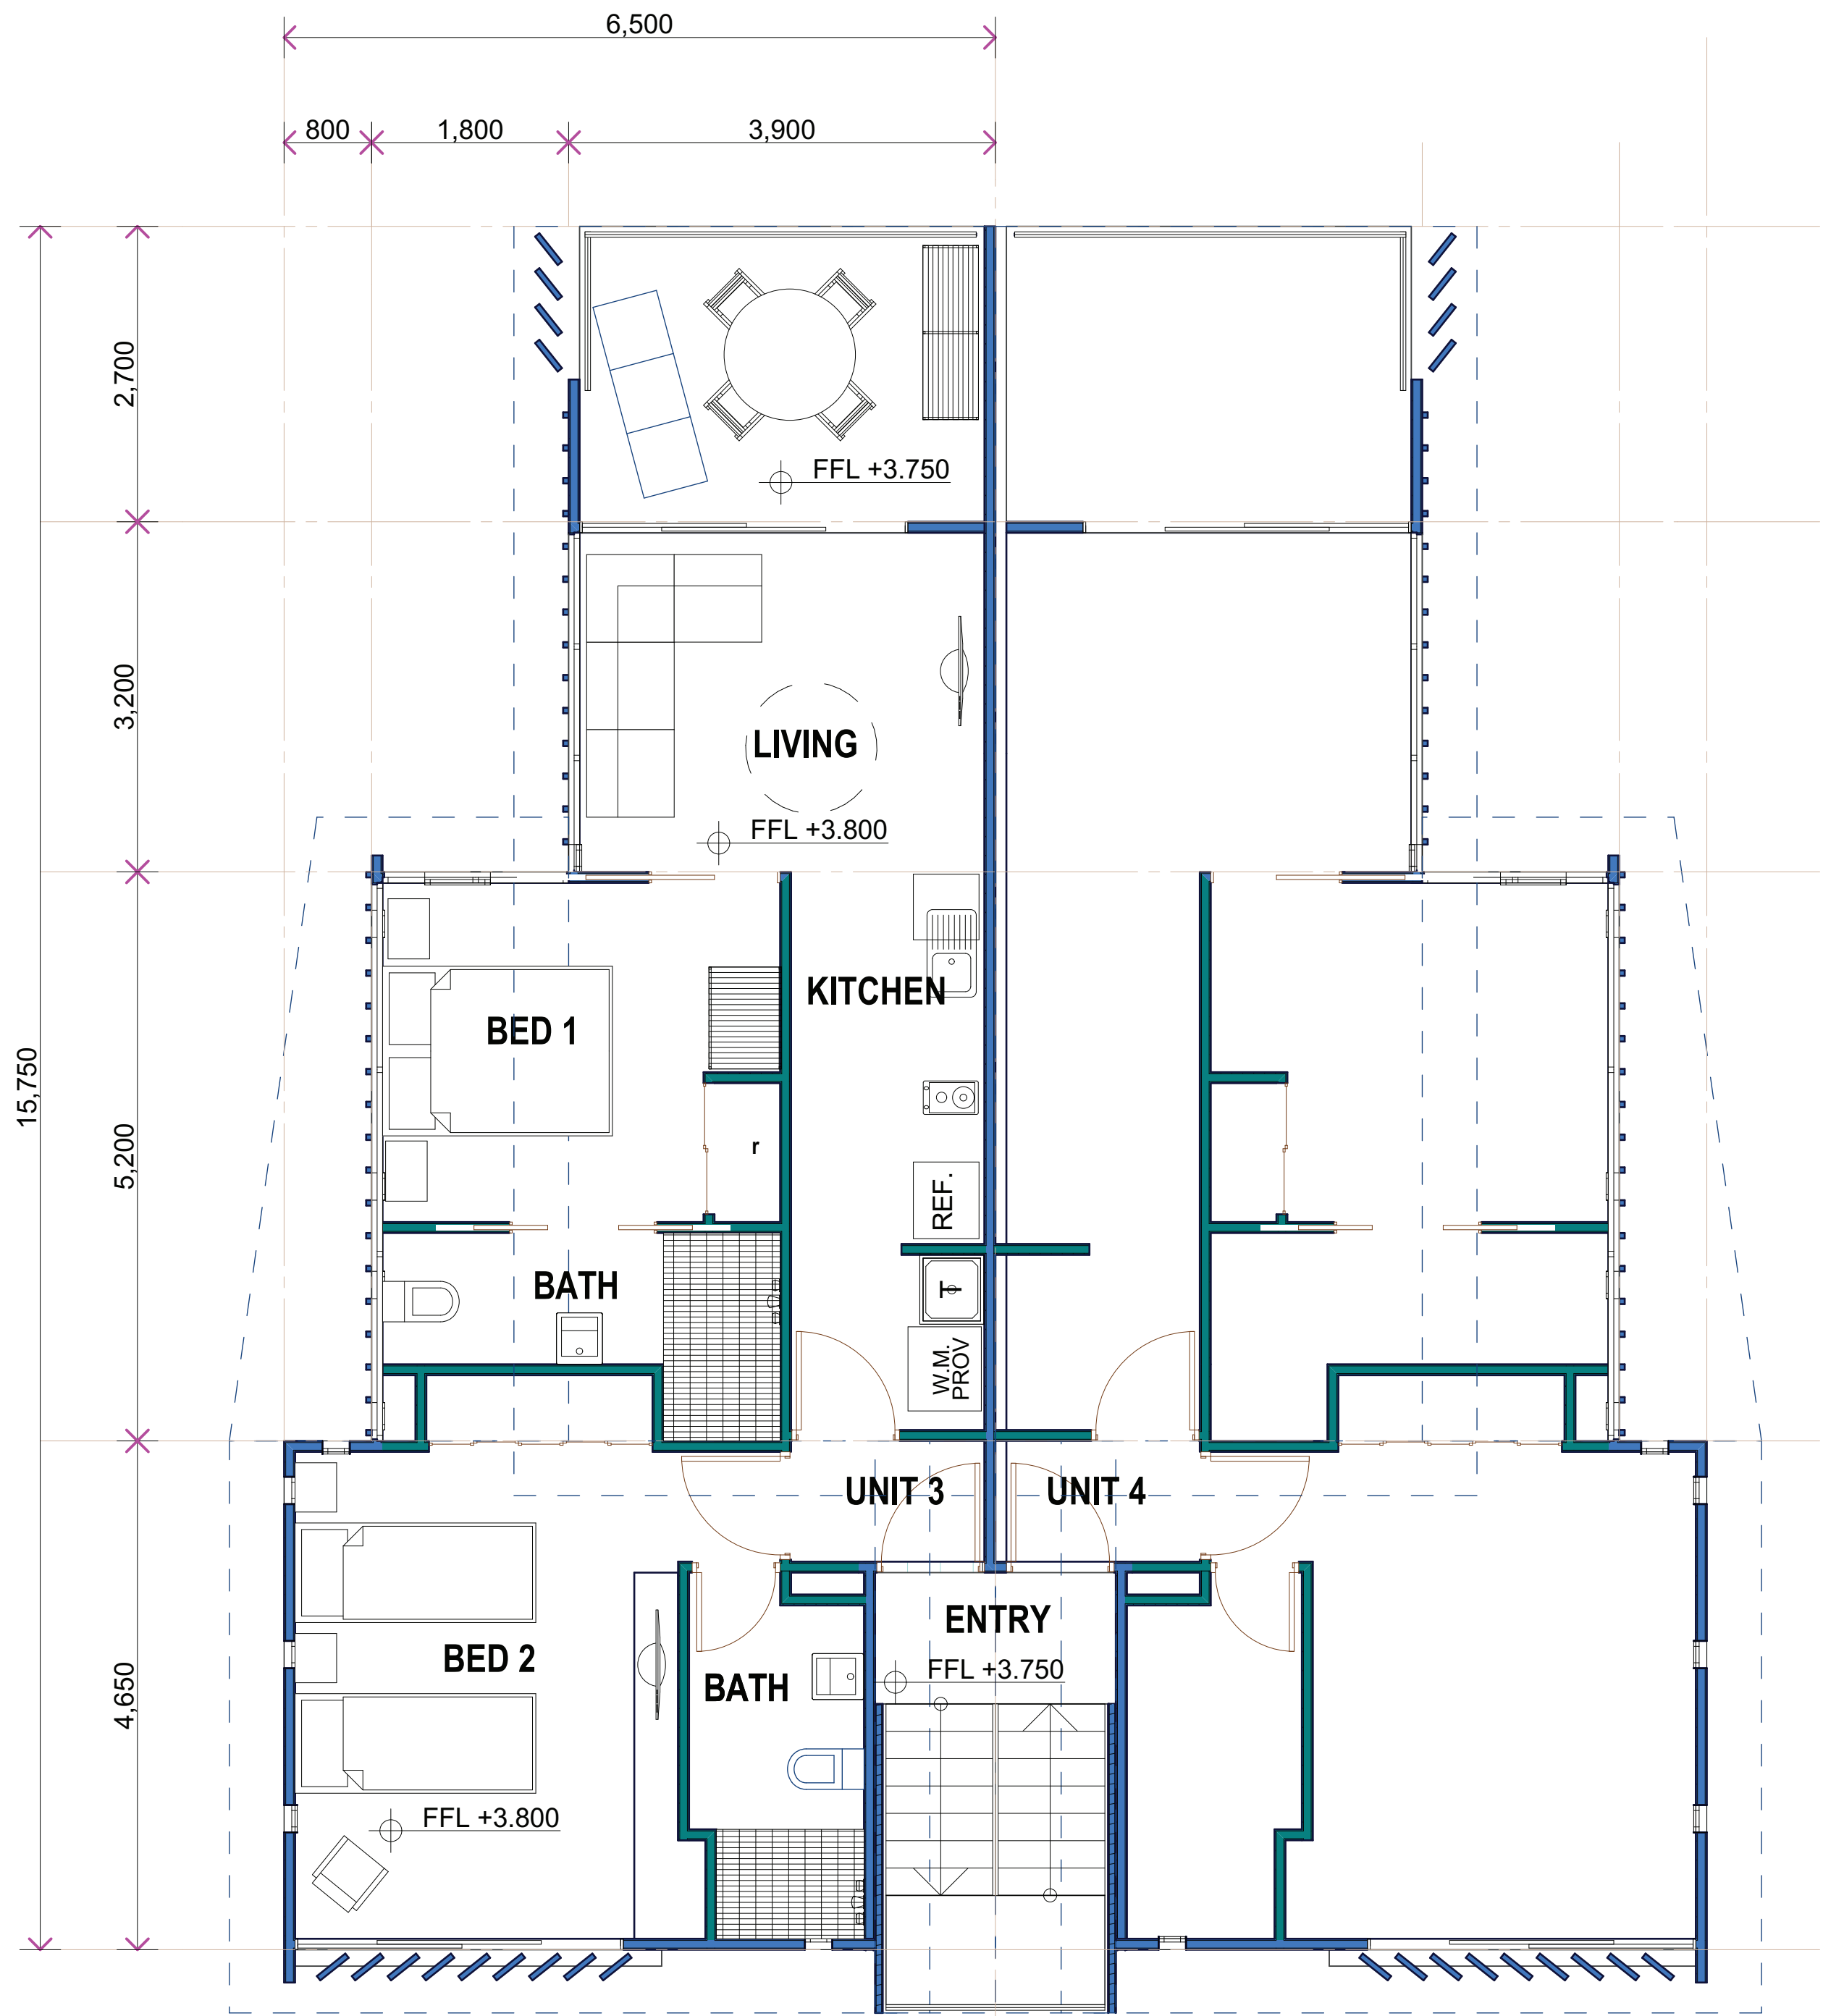 6,500
800
1,800
3,900
2,700
FFL +3.750
3,200
LIVING
FFL +3.800
KITCHEN
BED 1
15,750
5,200
r
REF.
BATH
T
W.M.
PROV
UNIT 3
UNIT 4
ENTRY
FFL +3.750
BED 2
BATH
4,650
FFL +3.800